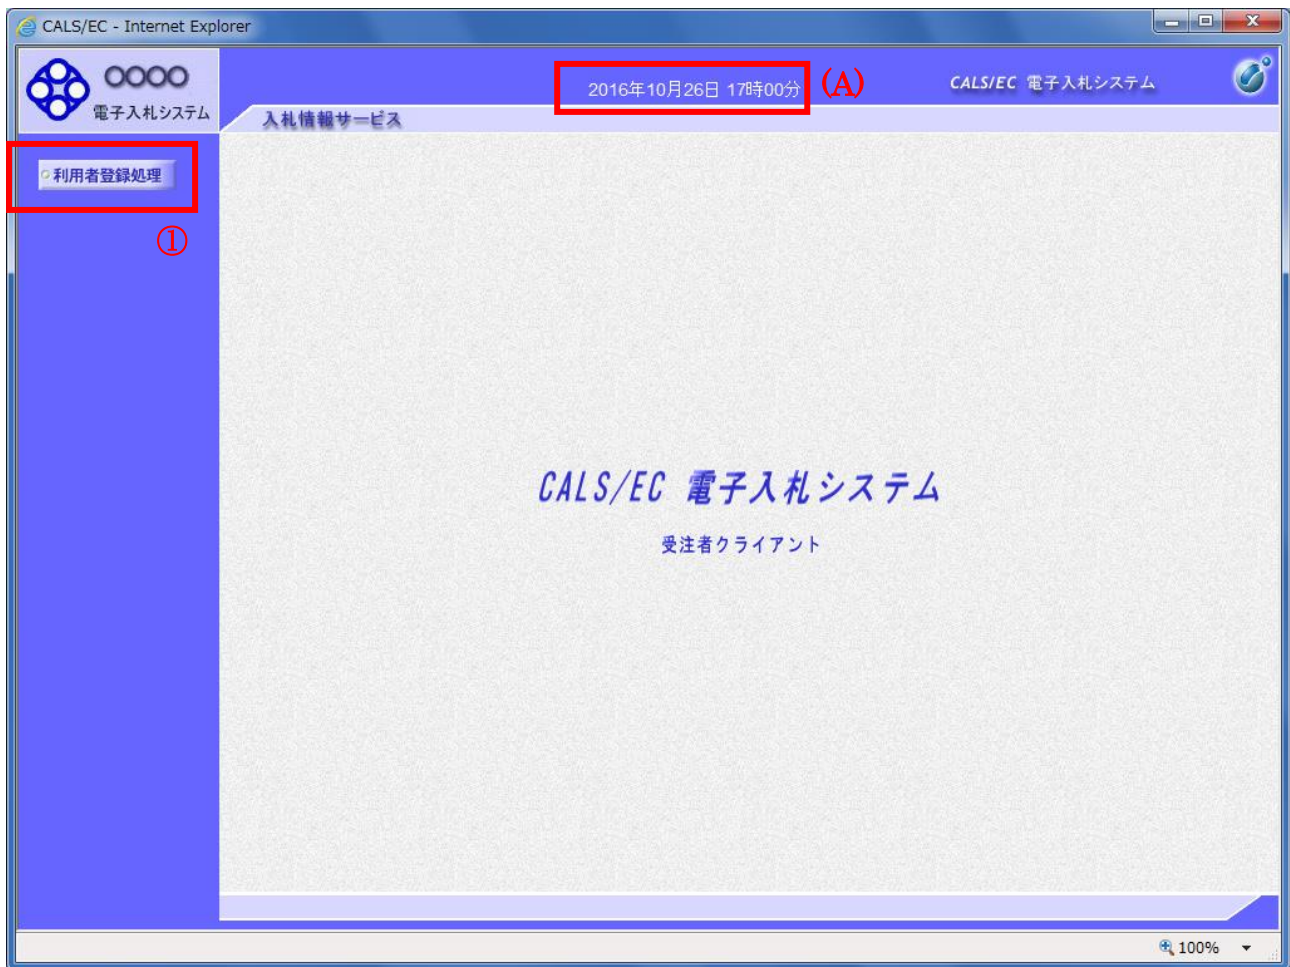 CALS/EC - Internet Explorer
○○○○
電子入札システム
2016年10月26日 17時00分
(A)
CALS/EC 電子入札システム
入札情報サービス
利用者登録処理
①
CALS/EC 電子入札システム
受注者クライアント
100%